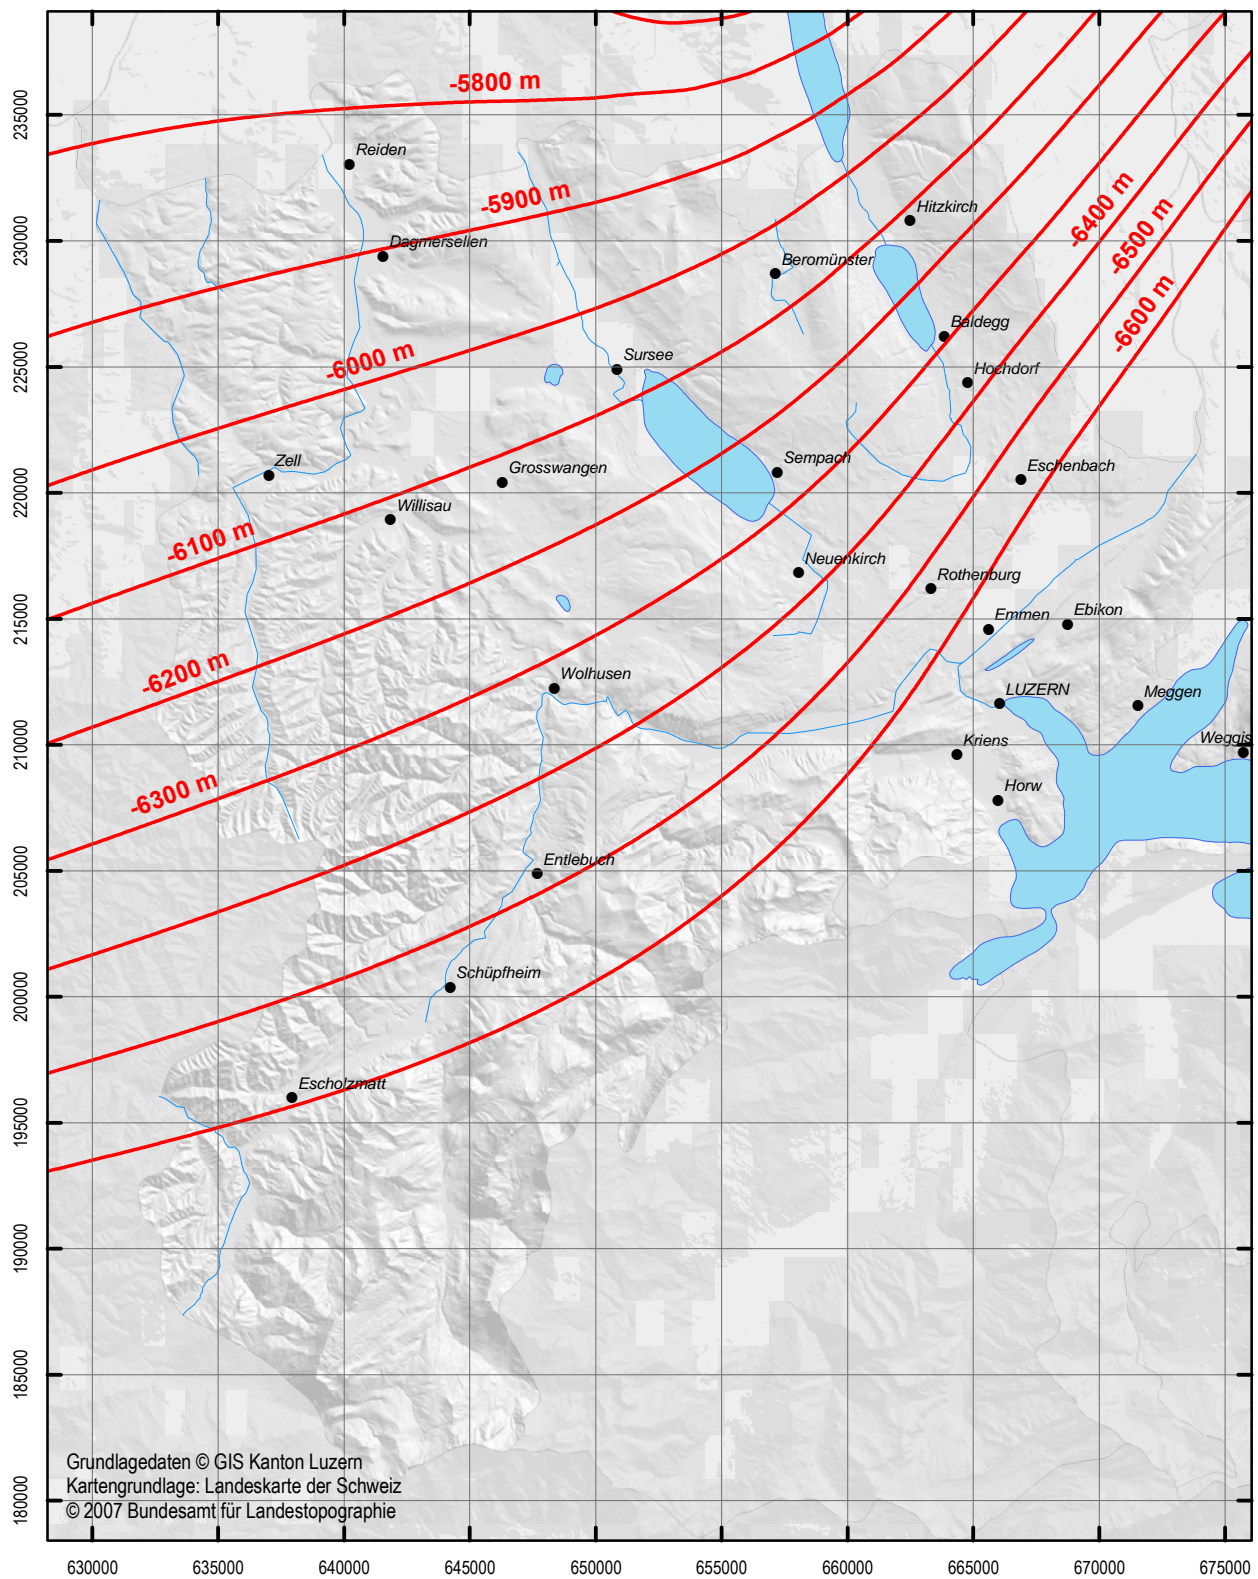 -5800 m
235000
Reiden
-5900 m
-6400 m
Hitzkirch
-6500 m
230000
Dagmersellen
Beromünster
-6600 m
Baldegg
-6000 m
Sursee
225000
Hochdorf
Zell
Grosswangen
Sempach
Eschenbach
220000
Willisau
-6100 m
Neuenkirch
Rothenburg
215000
Emmen
Ebikon
-6200 m
Wolhusen
LUZERN
Meggen
210000
Kriens
Weggis
-6300 m
Horw
205000
Entlebuch
Schüpfheim
200000
Escholzmatt
195000
190000
185000
180000
Grundlagedaten © GIS Kanton Luzern
Kartengrundlage: Landeskarte der Schweiz
© 2007 Bundesamt für Landestopographie
630000 635000 640000 645000 650000 655000 660000 665000 670000 675000